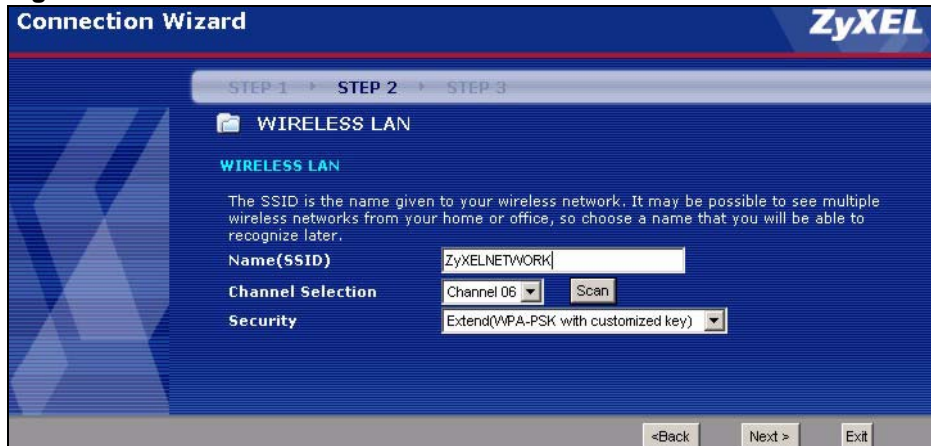 Connection Wizard
ZyXEL
STEP 1 STEP 2 STEP 3
WIRELESS LAN
WIRELESS LAN
The SSID is the name given to your wireless network. It may be possible to see multiple
wireless networks from your home or office, so choose a name that you will be able to
recognize later.
Name(SSID) ZyXELNETWORK
Channel Selection Channel 06 Scan
Security Extend(WPA-PSK with customized key)
<Back Next > Exit